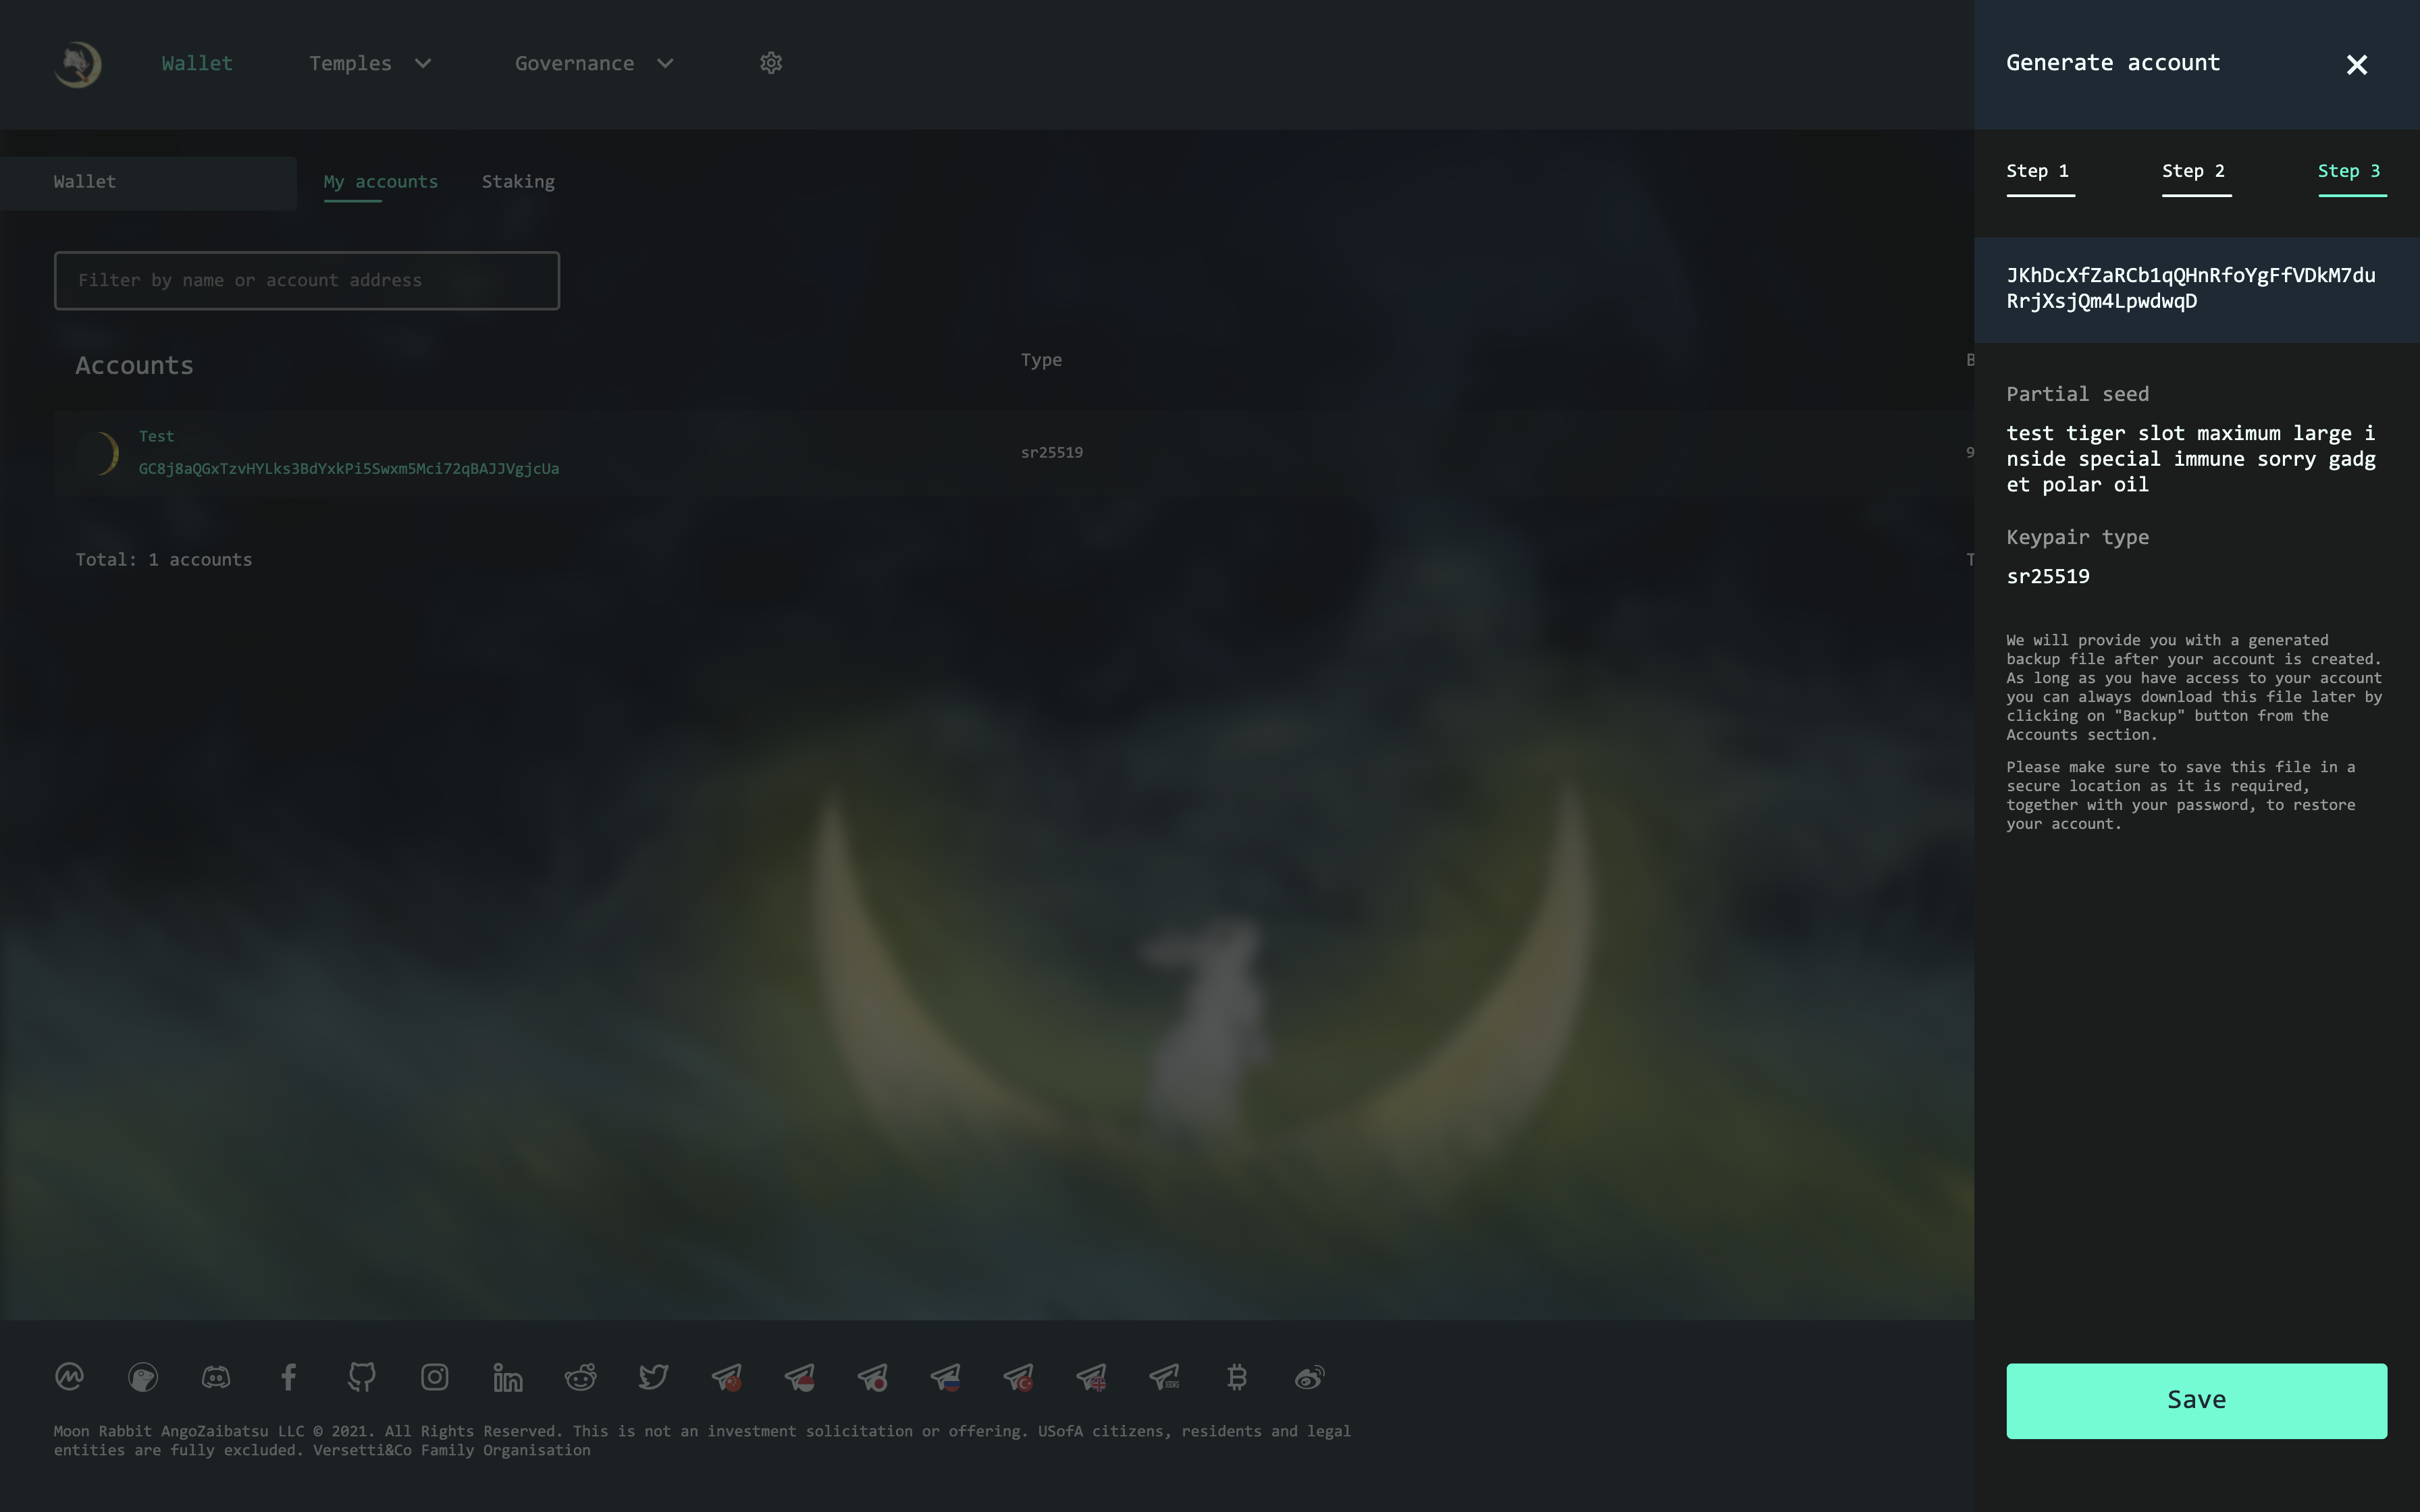 Wallet
Temples
Governance
Generate account
Wallet
My accounts
Staking
Step 1
Step 2
Step 3
Filter by name or account address
JKhDcXfZaRCb1qQHnRfoYgFfVDkM7du
RrjXsjQm4LpwdwqD
Accounts
Type
B
Partial seed
test tiger slot maximum large i
nside special immune sorry gadg
et polar oil
Test
GC8j8aQGxTzvHYLks3BdYxkPi5Swxm5Mci72qBAJJVgjcUa
sr25519
9
Keypair type
sr25519
Total: 1 accounts
T
We will provide you with a generated
backup file after your account is created.
As long as you have access to your account
you can always download this file later by
clicking on "Backup" button from the
Accounts section.
Please make sure to save this file in a
secure location as it is required,
together with your password, to restore
your account.
Save
Moon Rabbit AngoZaibatsu LLC © 2021. All Rights Reserved. This is not an investment solicitation or offering. USofA citizens, residents and legal
entities are fully excluded. Versetti&Co Family Organisation